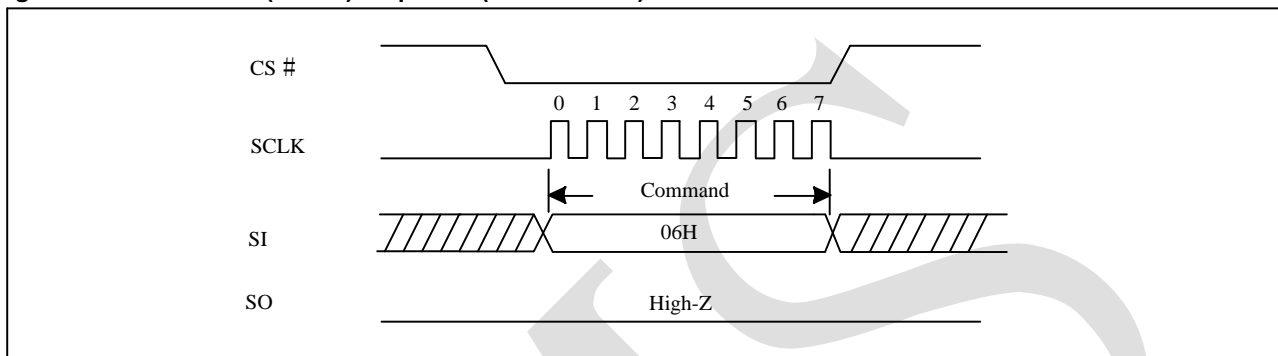 CS #
0 1 2 3 4 5 6 7
SCLK
Command
SI
06H
SO
High-Z